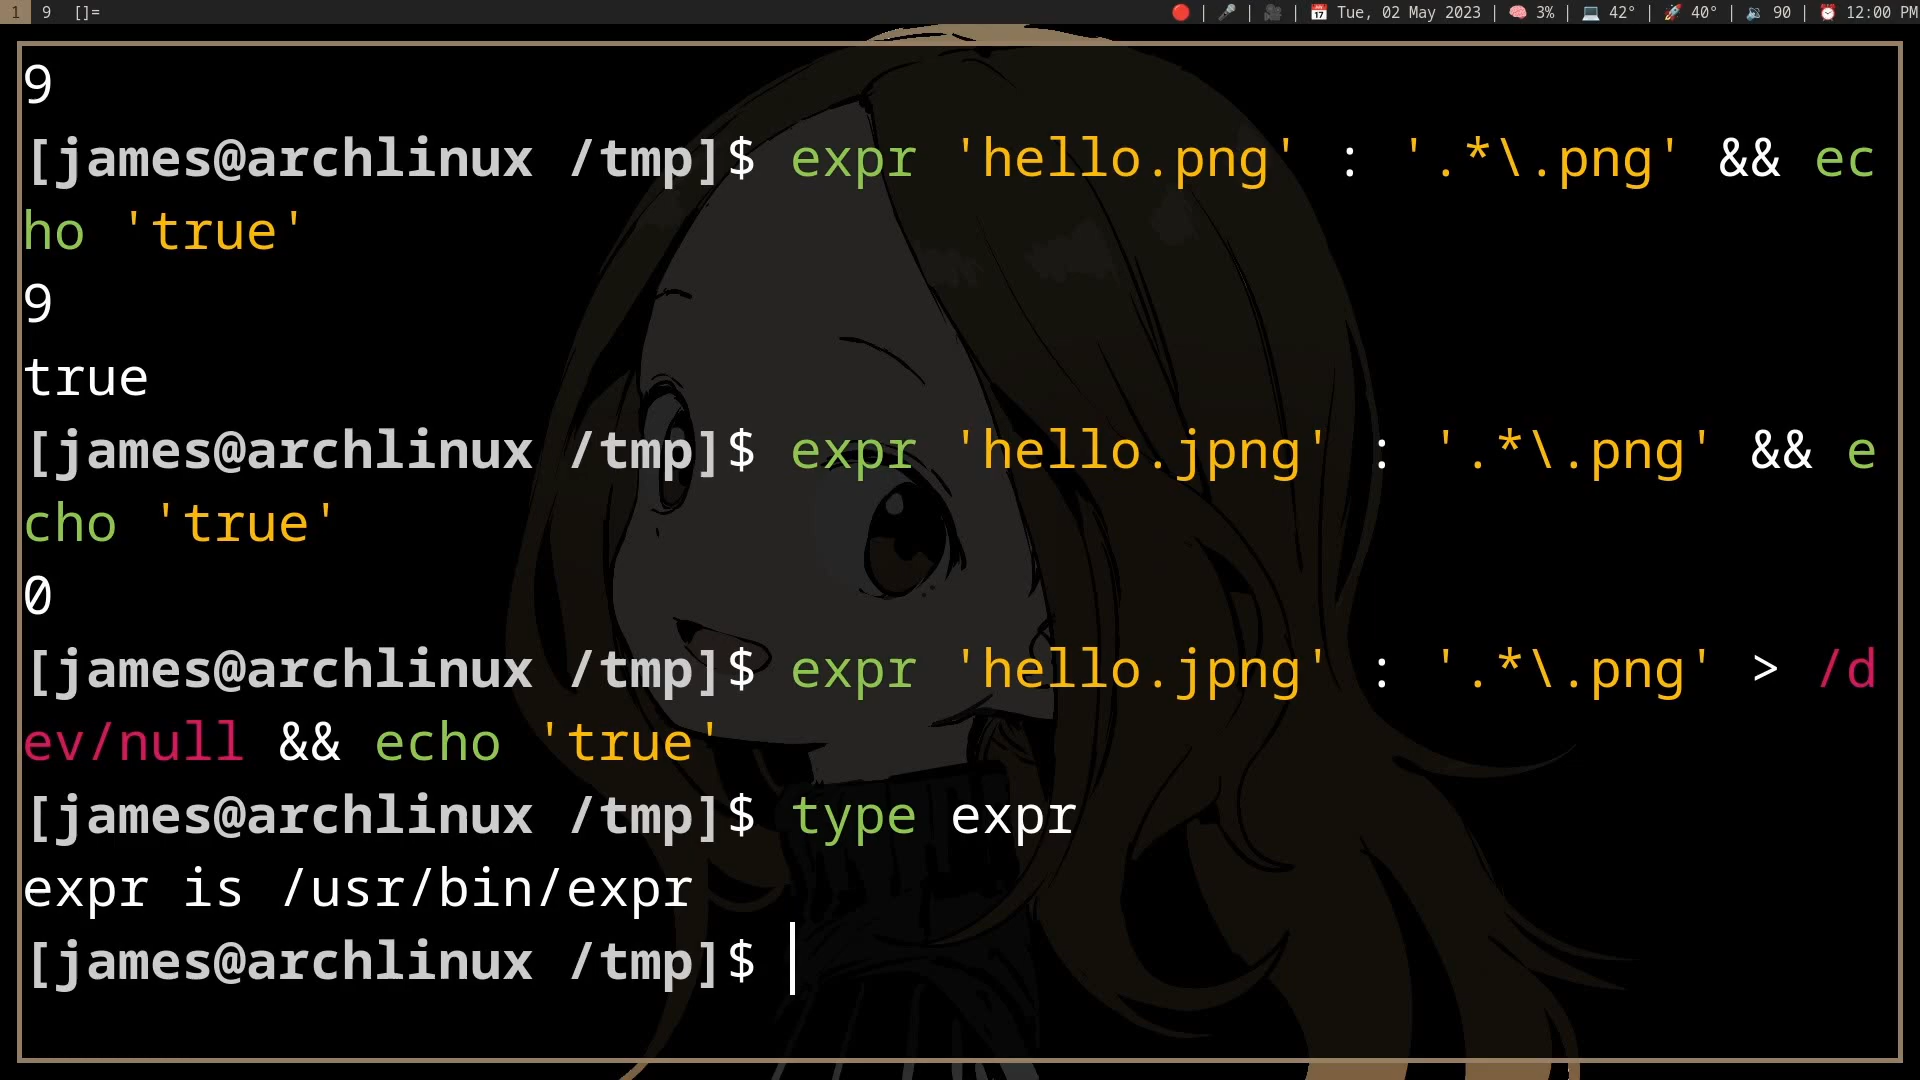 1 9 []= | | | Tue, 02 May 2023 | 3% | 42° | 40° | 90 | 12:00 PM
9
[james@archlinux /tmp]$ expr 'hello.png' : '.*\.png' && ec
ho 'true'
9
true
[james@archlinux /tmp]$ expr 'hello.jpng' : '.*\.png' && e
cho 'true'
0
[james@archlinux /tmp]$ expr 'hello.jpng' : '.*\.png' > /d
ev/null && echo 'true'
[james@archlinux /tmp]$ type expr
expr is /usr/bin/expr
[james@archlinux /tmp]$